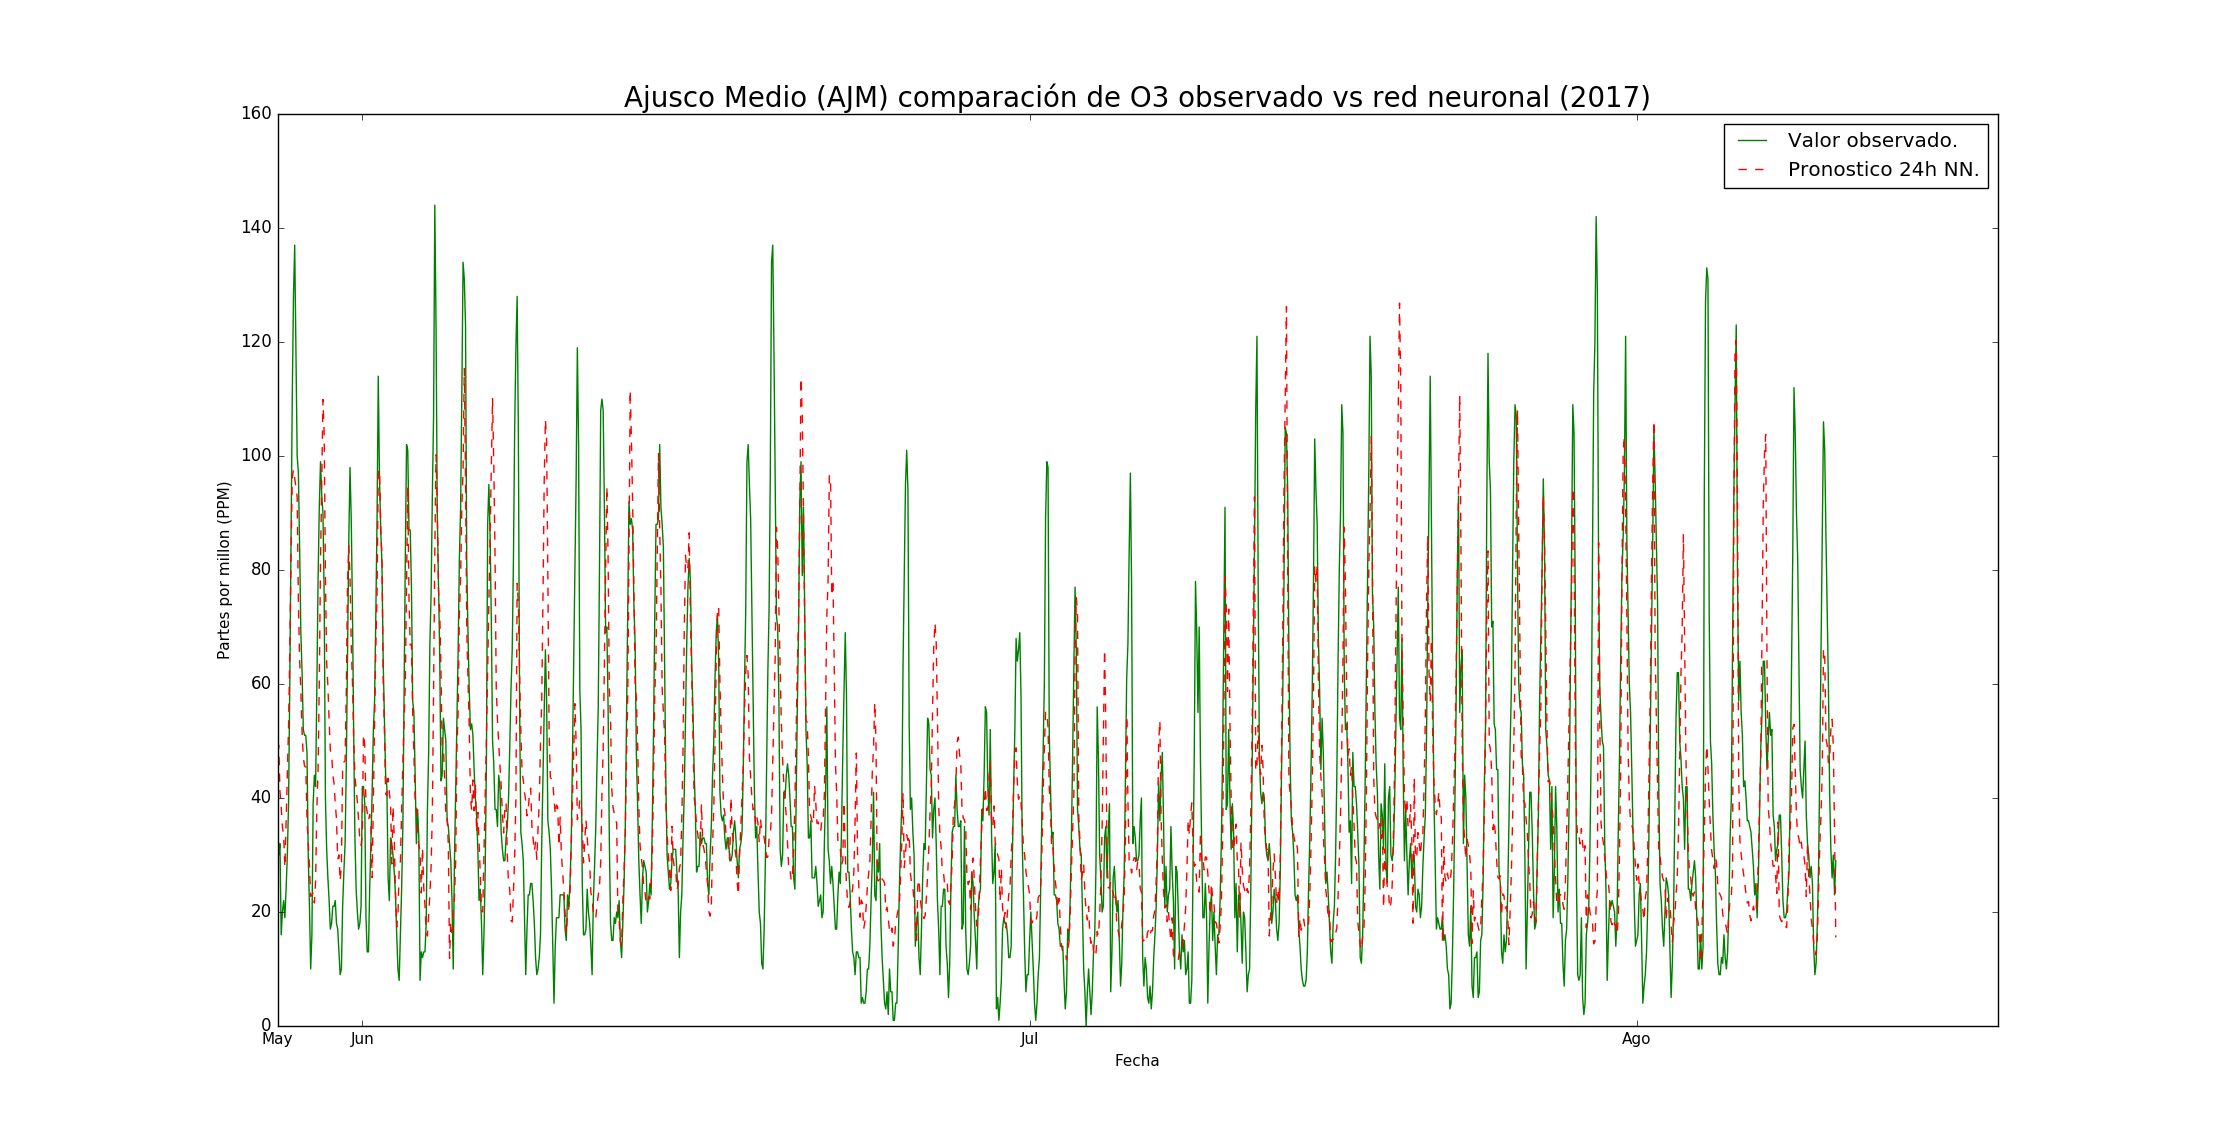 Ajusco Medio (AJM) comparación de O3 observado vs red neuronal (2017)
Valor observado.
Pronostico 24h NN.
Partes por millon (PPM)
160
140
120
100
80
60
40
20
0
May Jun Jul Ago
Fecha